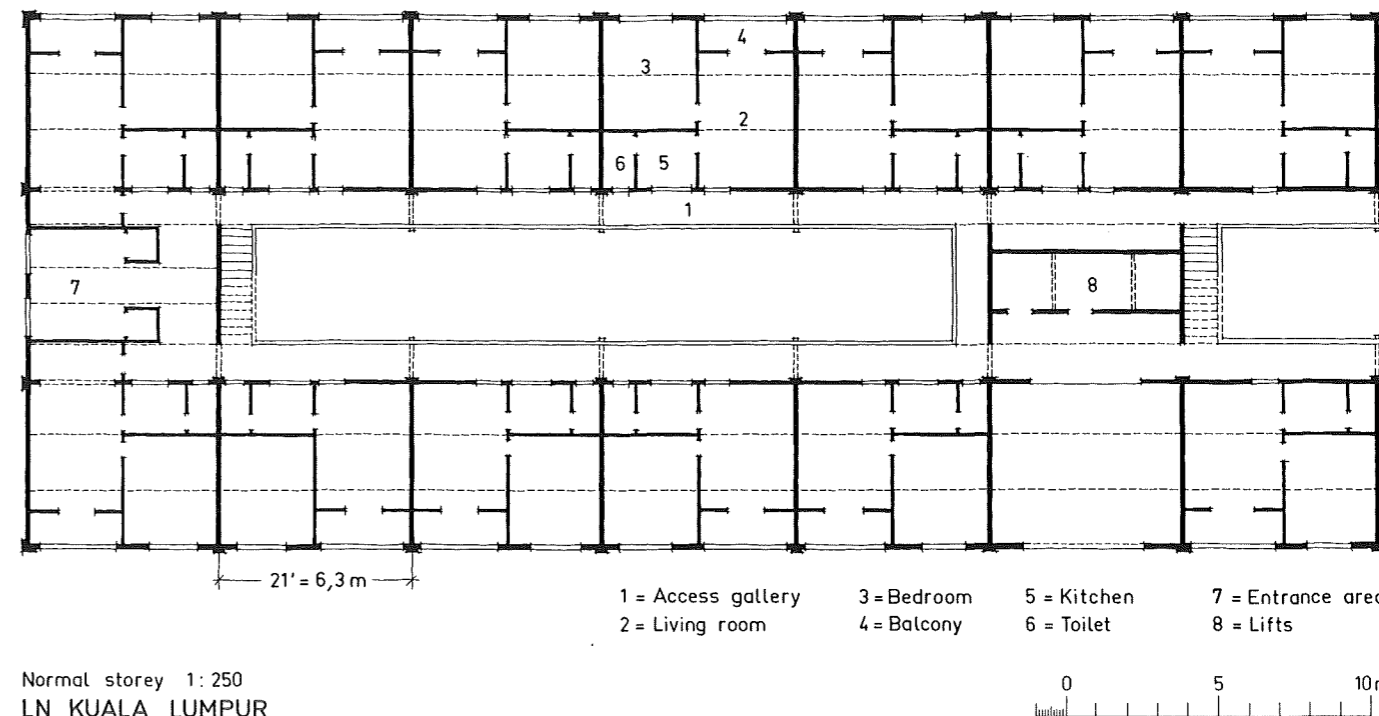 4
3
2
6 5
1
7
8
21' = 6,3 m
1 = Access gallery 3 = Bedroom 5 = Kitchen 7 = Entrance area
2 = Living room 4 = Balcony 6 = Toilet 8 = Lifts
Normal storey 1 : 250
LN KUALA LUMPUR
0 5 10 m